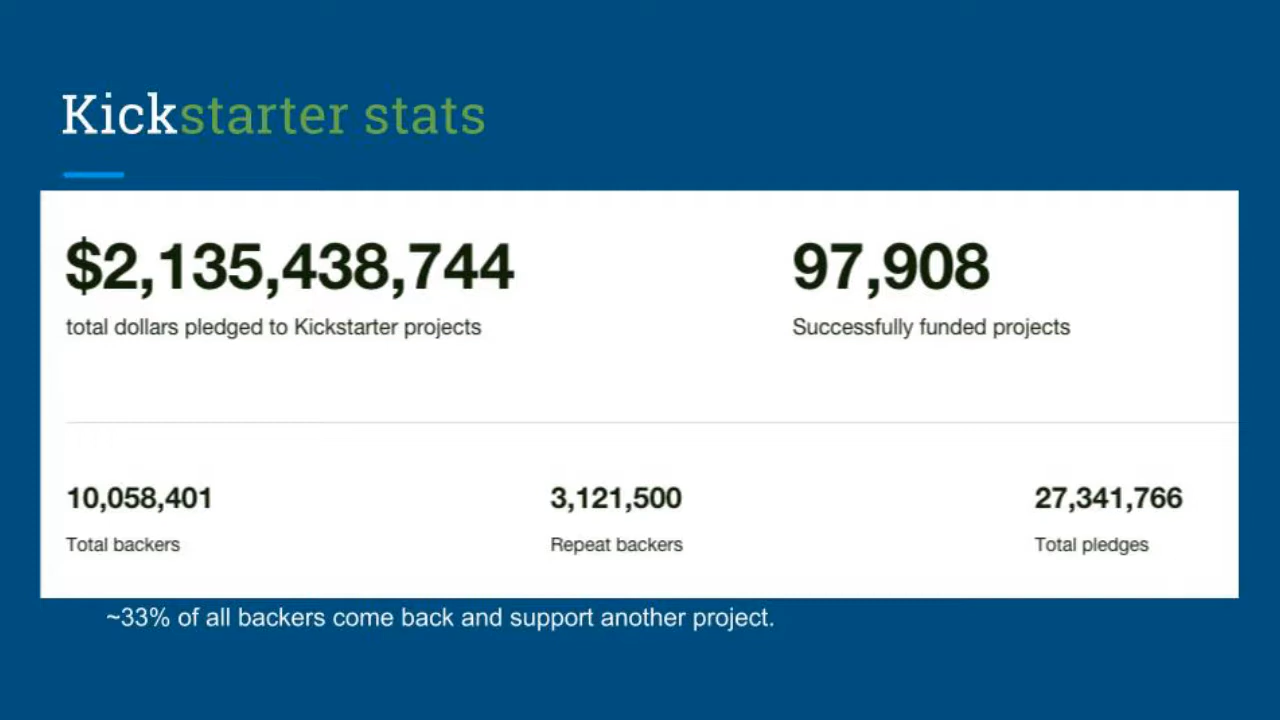 Kickstarter stats
$2,135,438,744
total dollars pledged to Kickstarter projects
97,908
Successfully funded projects
10,058,401
Total backers
3,121,500
Repeat backers
27,341,766
Total pledges
~33% of all backers come back and support another project.